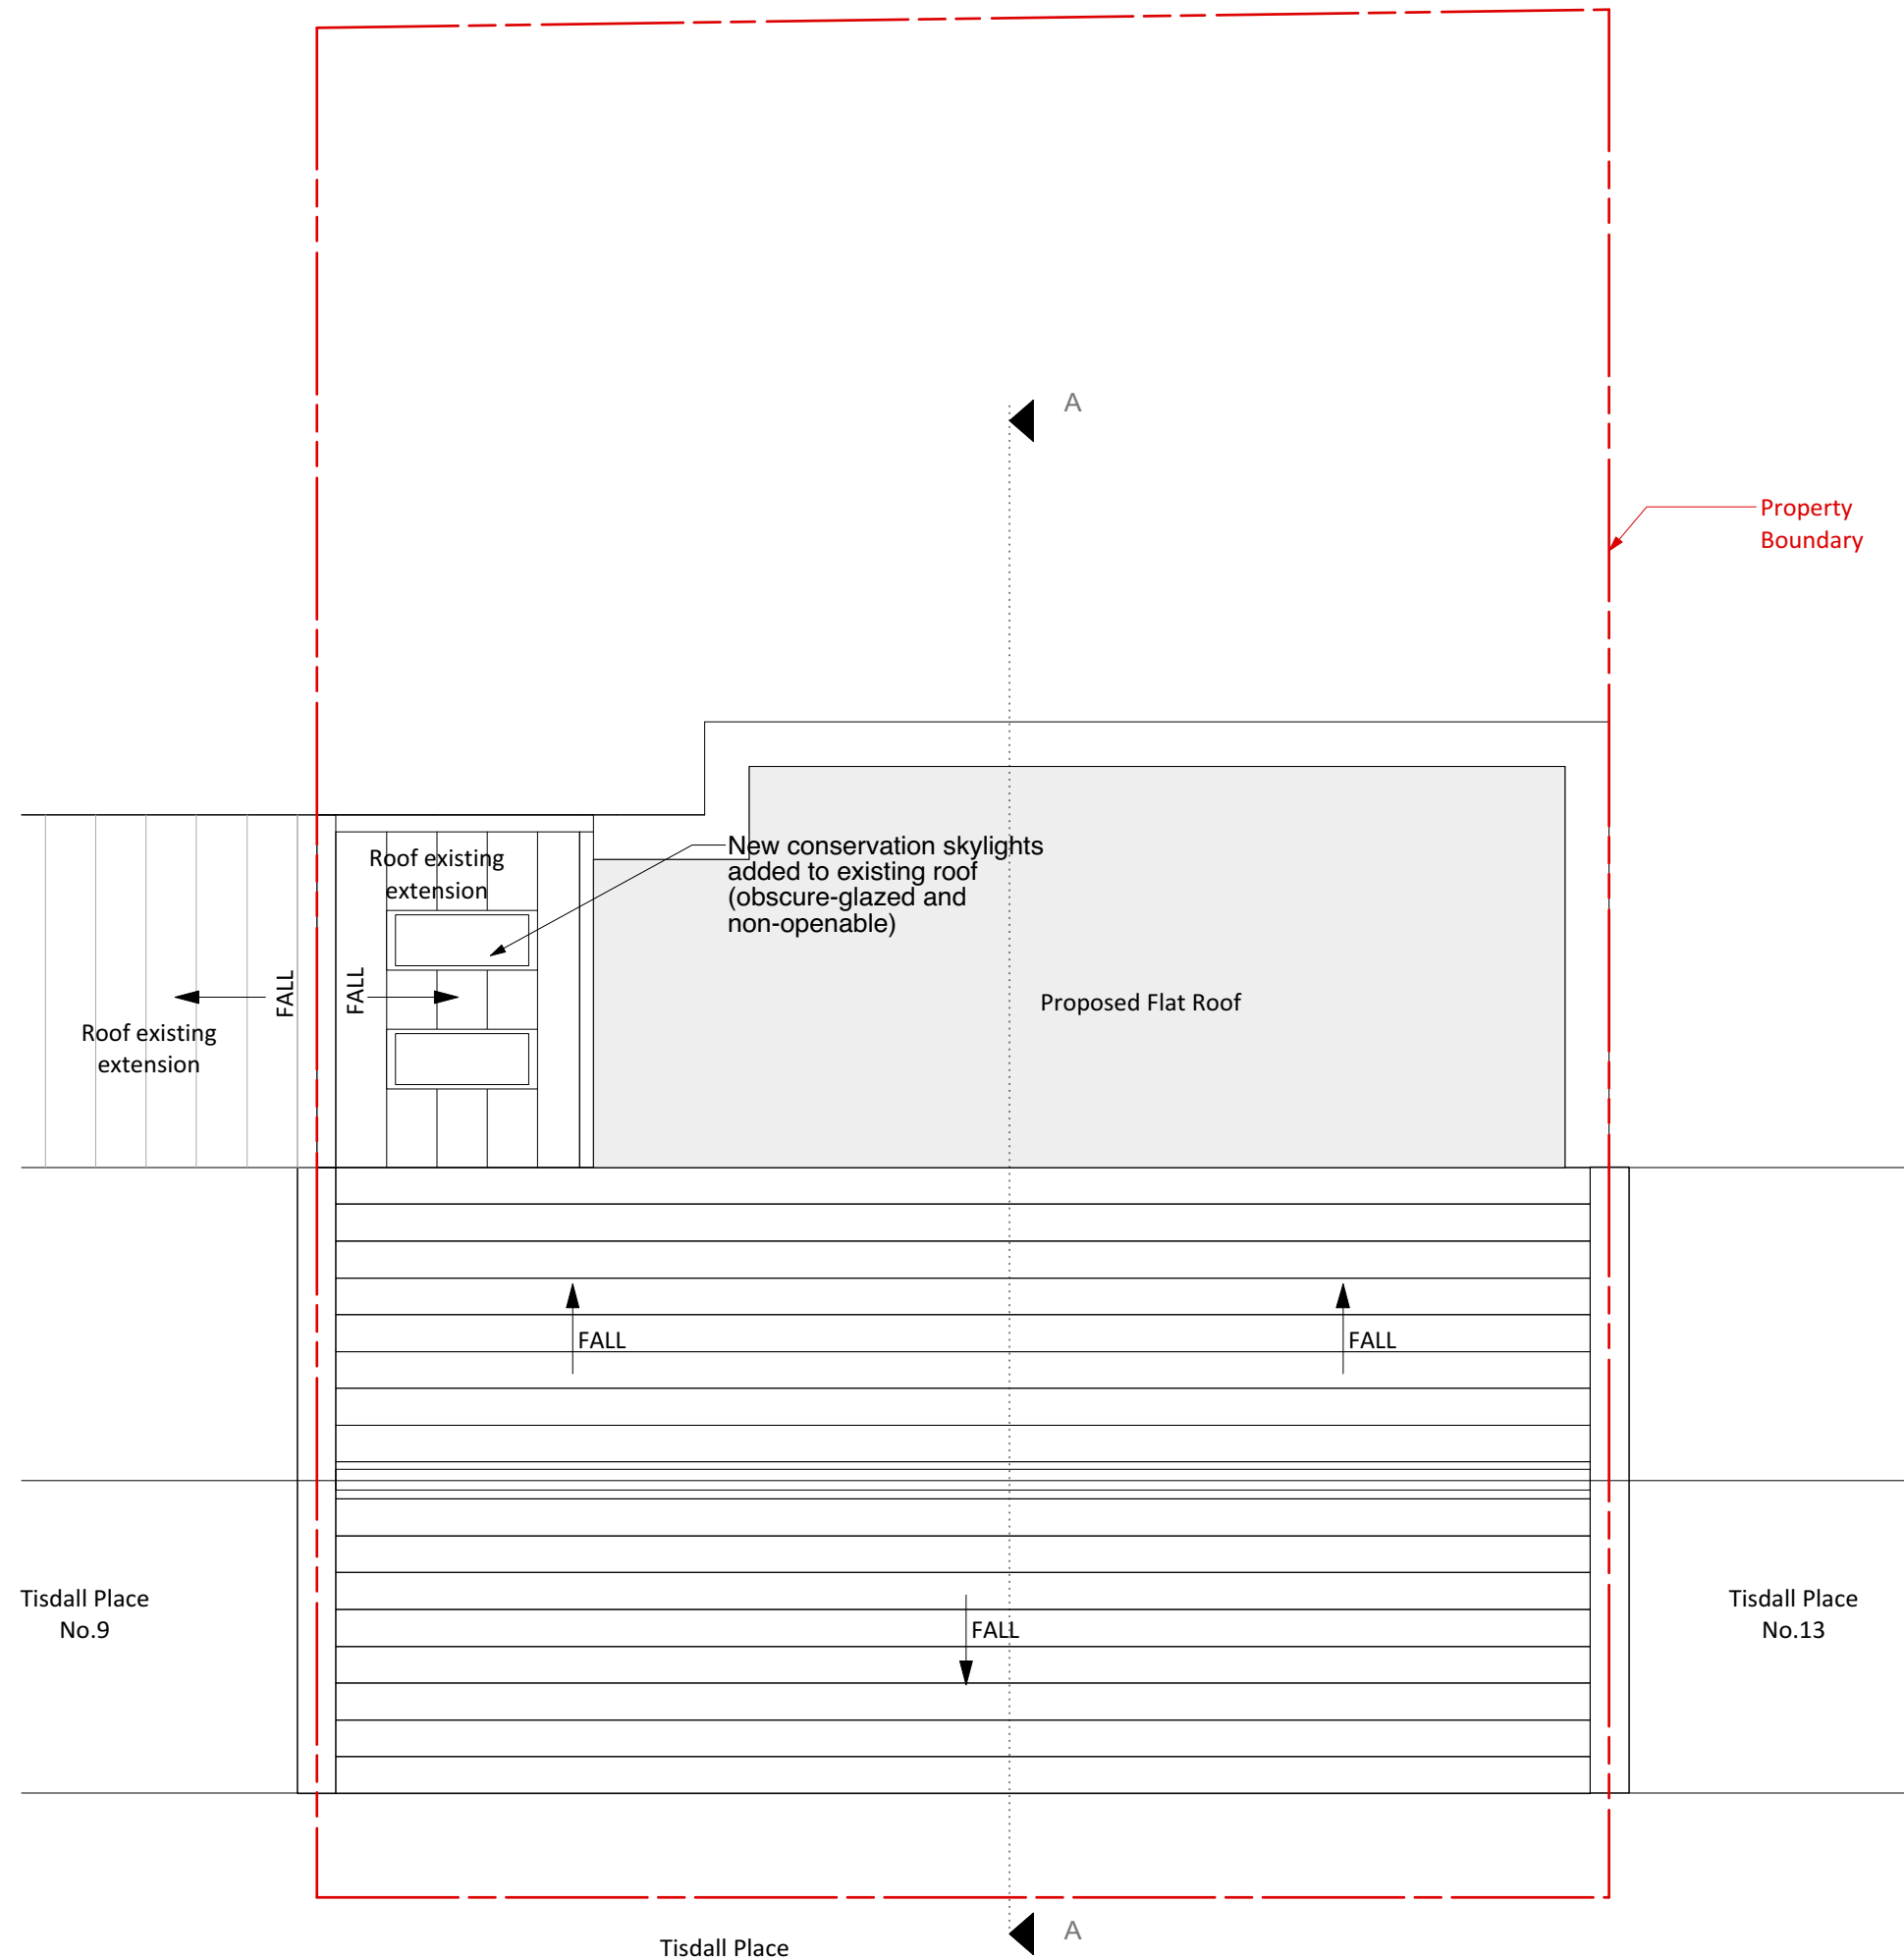 A
Property
Boundary
New conservation skylights
added to existing roof
(obscure-glazed and
non-openable)
Roof existing
extension
FALL
FALL
Roof existing
extension
Proposed Flat Roof
FALL
FALL
Tisdall Place
No.9
FALL
Tisdall Place
No.13
A
Tisdall Place